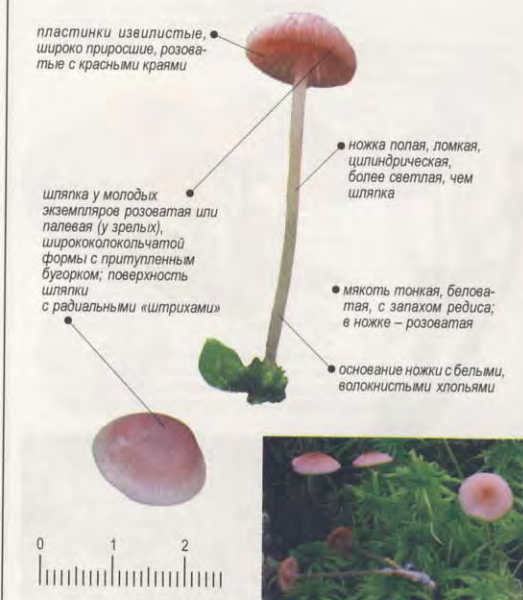 пластинки извилистые,
широко приросшие, розова-
тые с красными краями
ножка полая, ломкая,
цилиндрическая,
более светлая, чем
шляпка
шляпка у молодых
экземпляров розоватая или
палевая (у зрелых),
ширококолокольчатой
формы с притупленным
бугорком; поверхность
шляпки
с радиальными «штрихами»
мякоть тонкая, белова-
тая, с запахом редиса;
в ножке – розоватая
основание ножки с белыми,
волокнистыми хлопьями
0 1 2